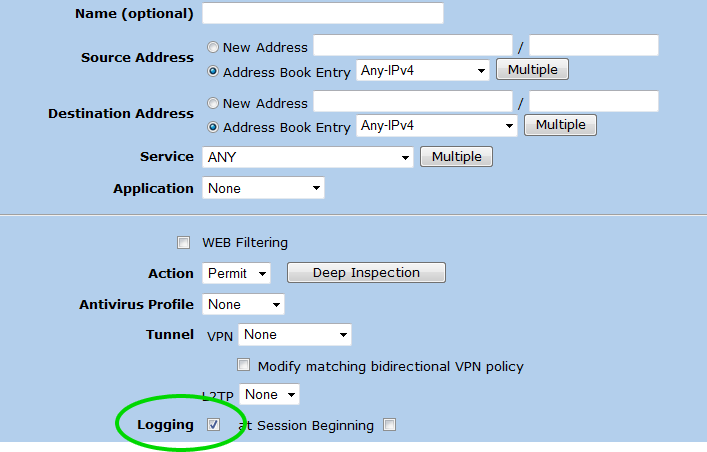 Name (optional)
New Address /
Source Address
Address Book Entry Any-IPv4 Multiple
New Address /
Destination Address
Address Book Entry Any-IPv4 Multiple
Service ANY Multiple
Application None
WEB Filtering
Action Permit Deep Inspection
Antivirus Profile None
Tunnel VPN None
Modify matching bidirectional VPN policy
L2TP None
Logging at Session Beginning